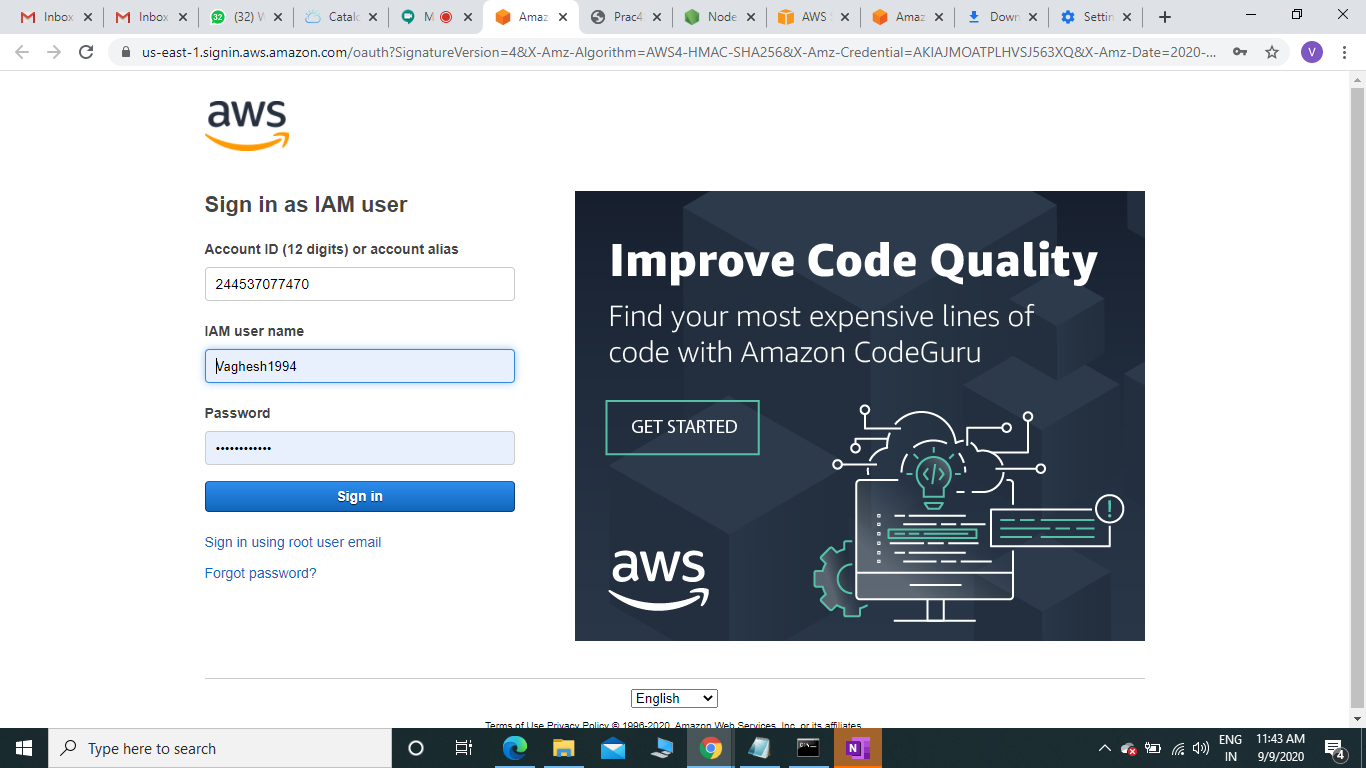 Inbox
Inbox
(32) W
Catalo
M
Amaz
Prac4
Node
AWS S
Amaz
Down
Settin
us-east-1.signin.aws.amazon.com/oauth?SignatureVersion=4&X-Amz-Algorithm=AWS4-HMAC-SHA256&X-Amz-Credential=AKIAJMOATPLHVSJ563XQ&X-Amz-Date=2020-...
V
aws
Sign in as IAM user
Account ID (12 digits) or account alias
244537077470
IAM user name
Vaghesh1994
Password
••••••••••••
Sign in
Sign in using root user email
Forgot password?
Improve Code Quality
Find your most expensive lines of
code with Amazon CodeGuru
GET STARTED
aws
English
Terms of Use Privacy Policy © 1996-2020, Amazon Web Services, Inc. or its affiliates.
Type here to search
ENG
IN
11:43 AM
9/9/2020
4